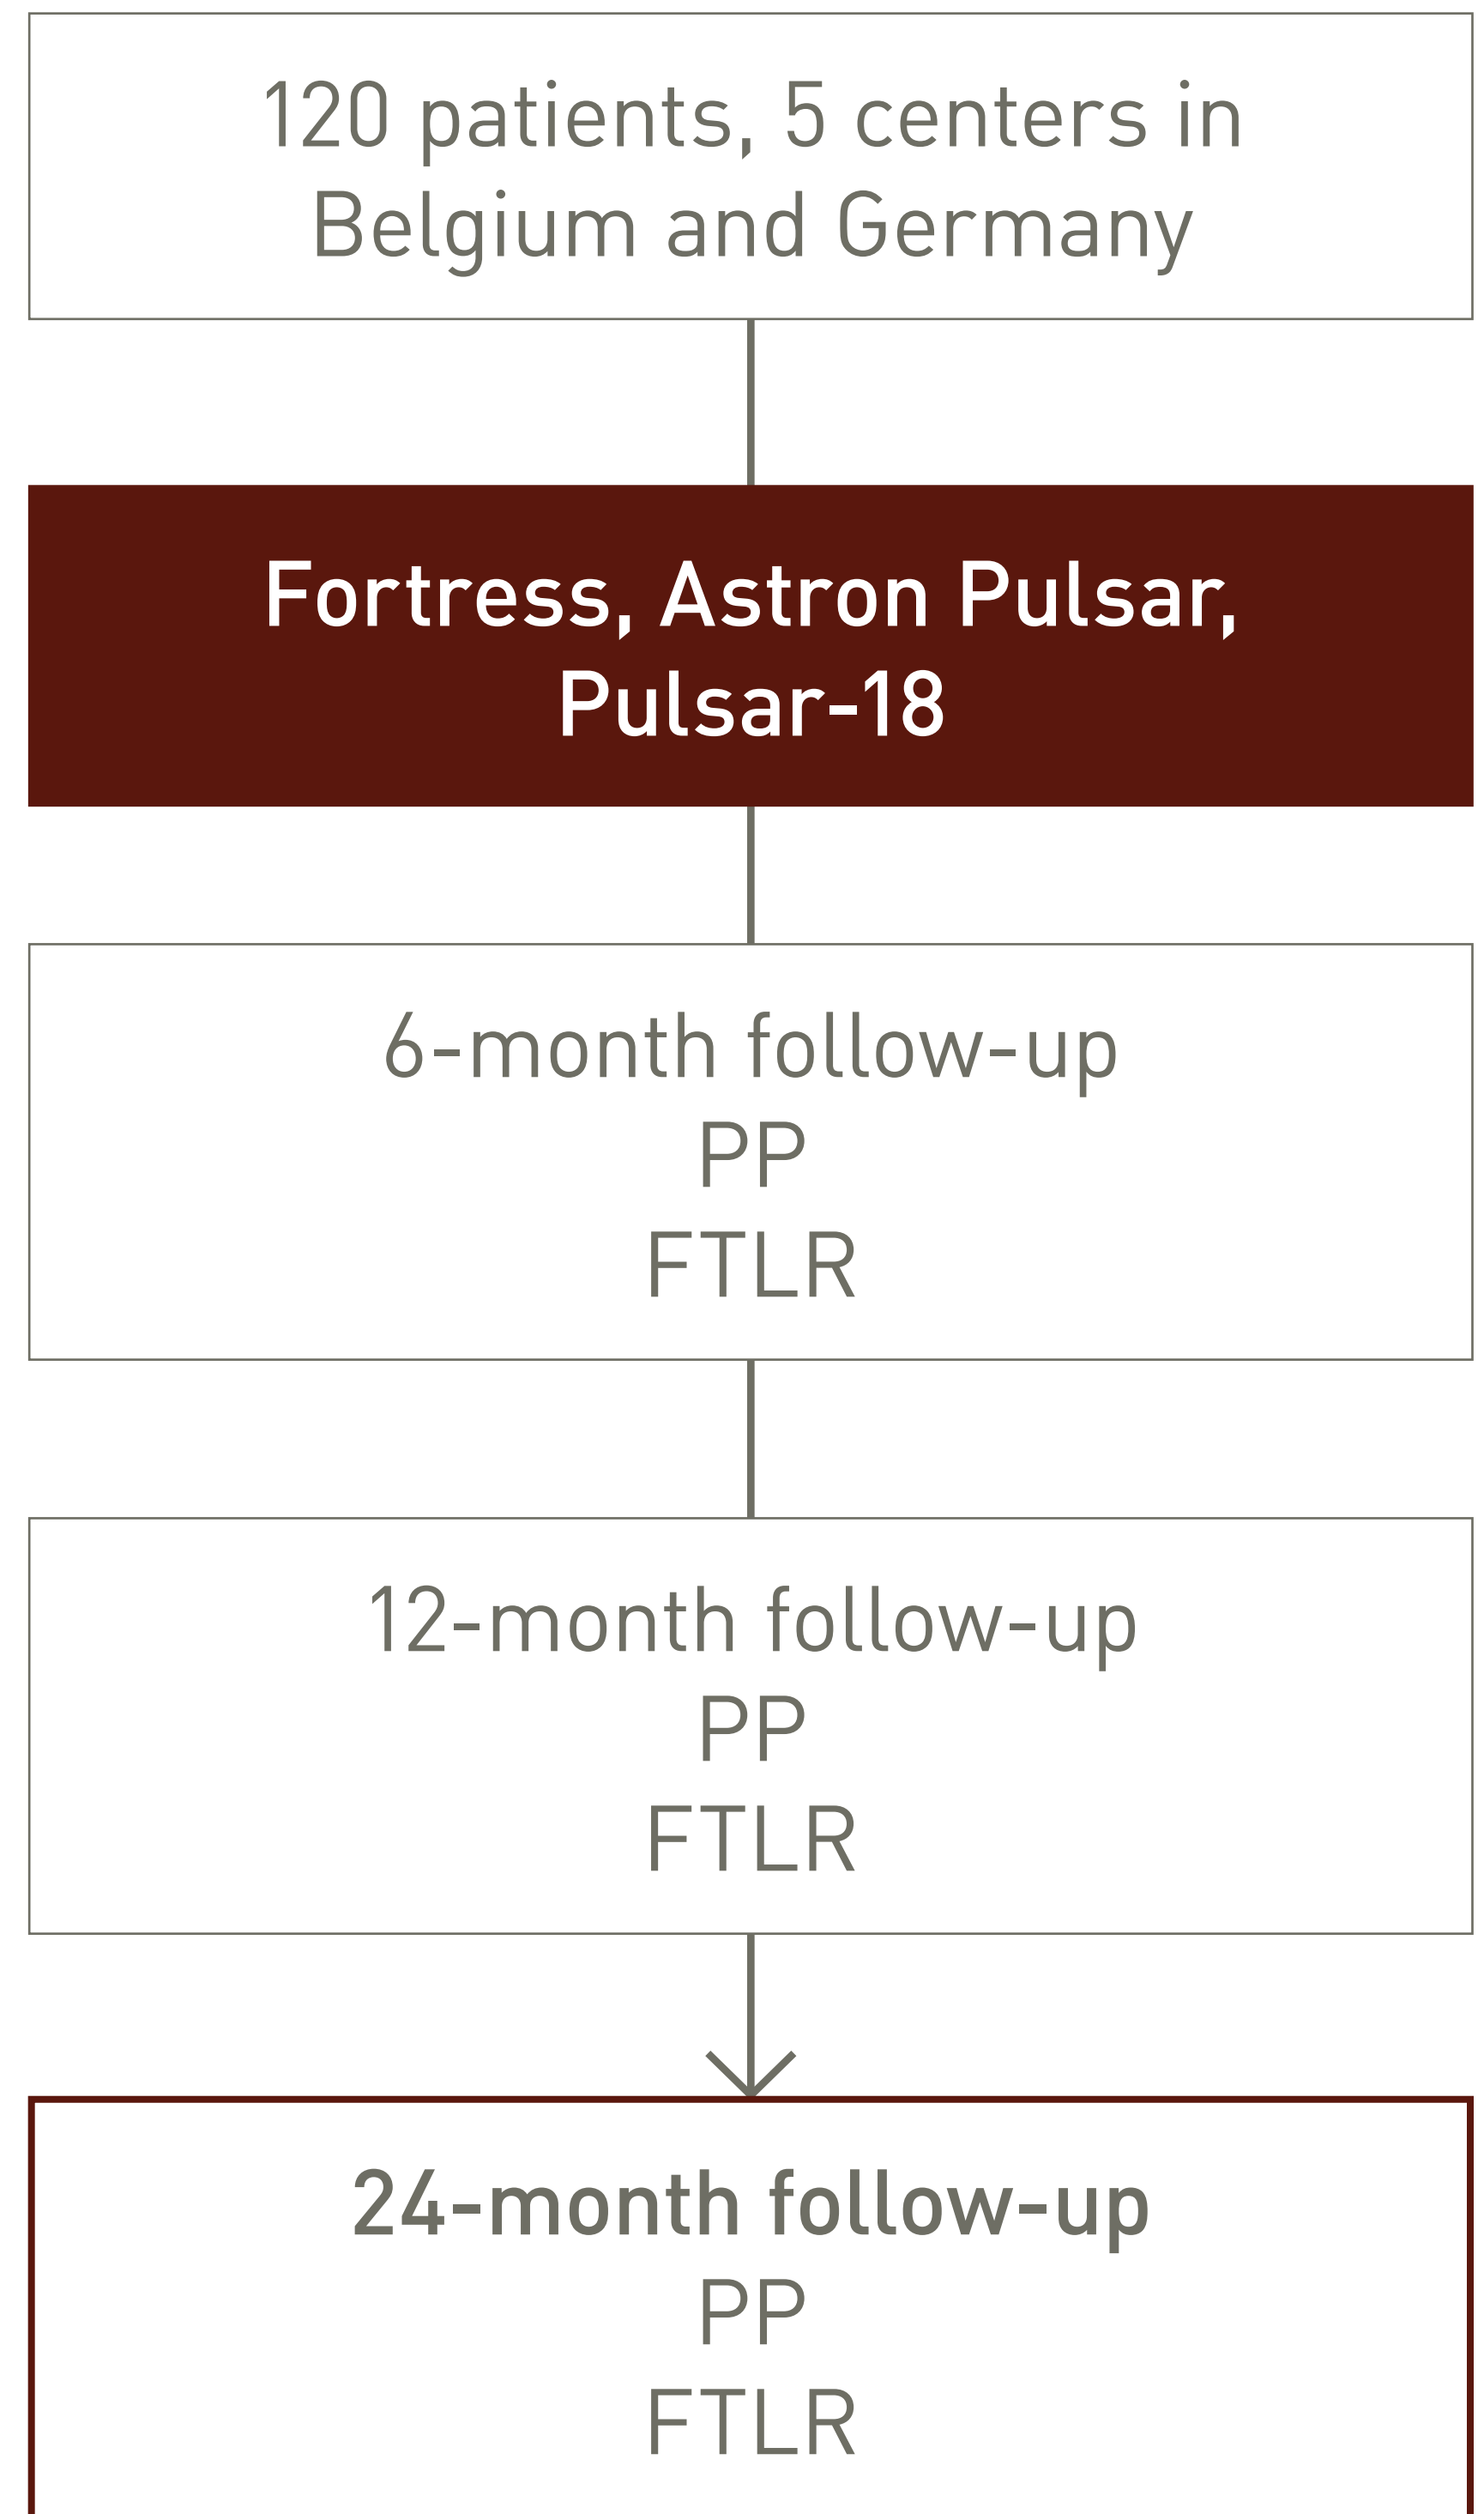 120 patients, 5 centers in
Belgium and Germany
Fortress, Astron Pulsar,
Pulsar-18
6-month follow-up
PP
FTLR
12-month follow-up
PP
FTLR
24-month follow-up
PP
FTLR